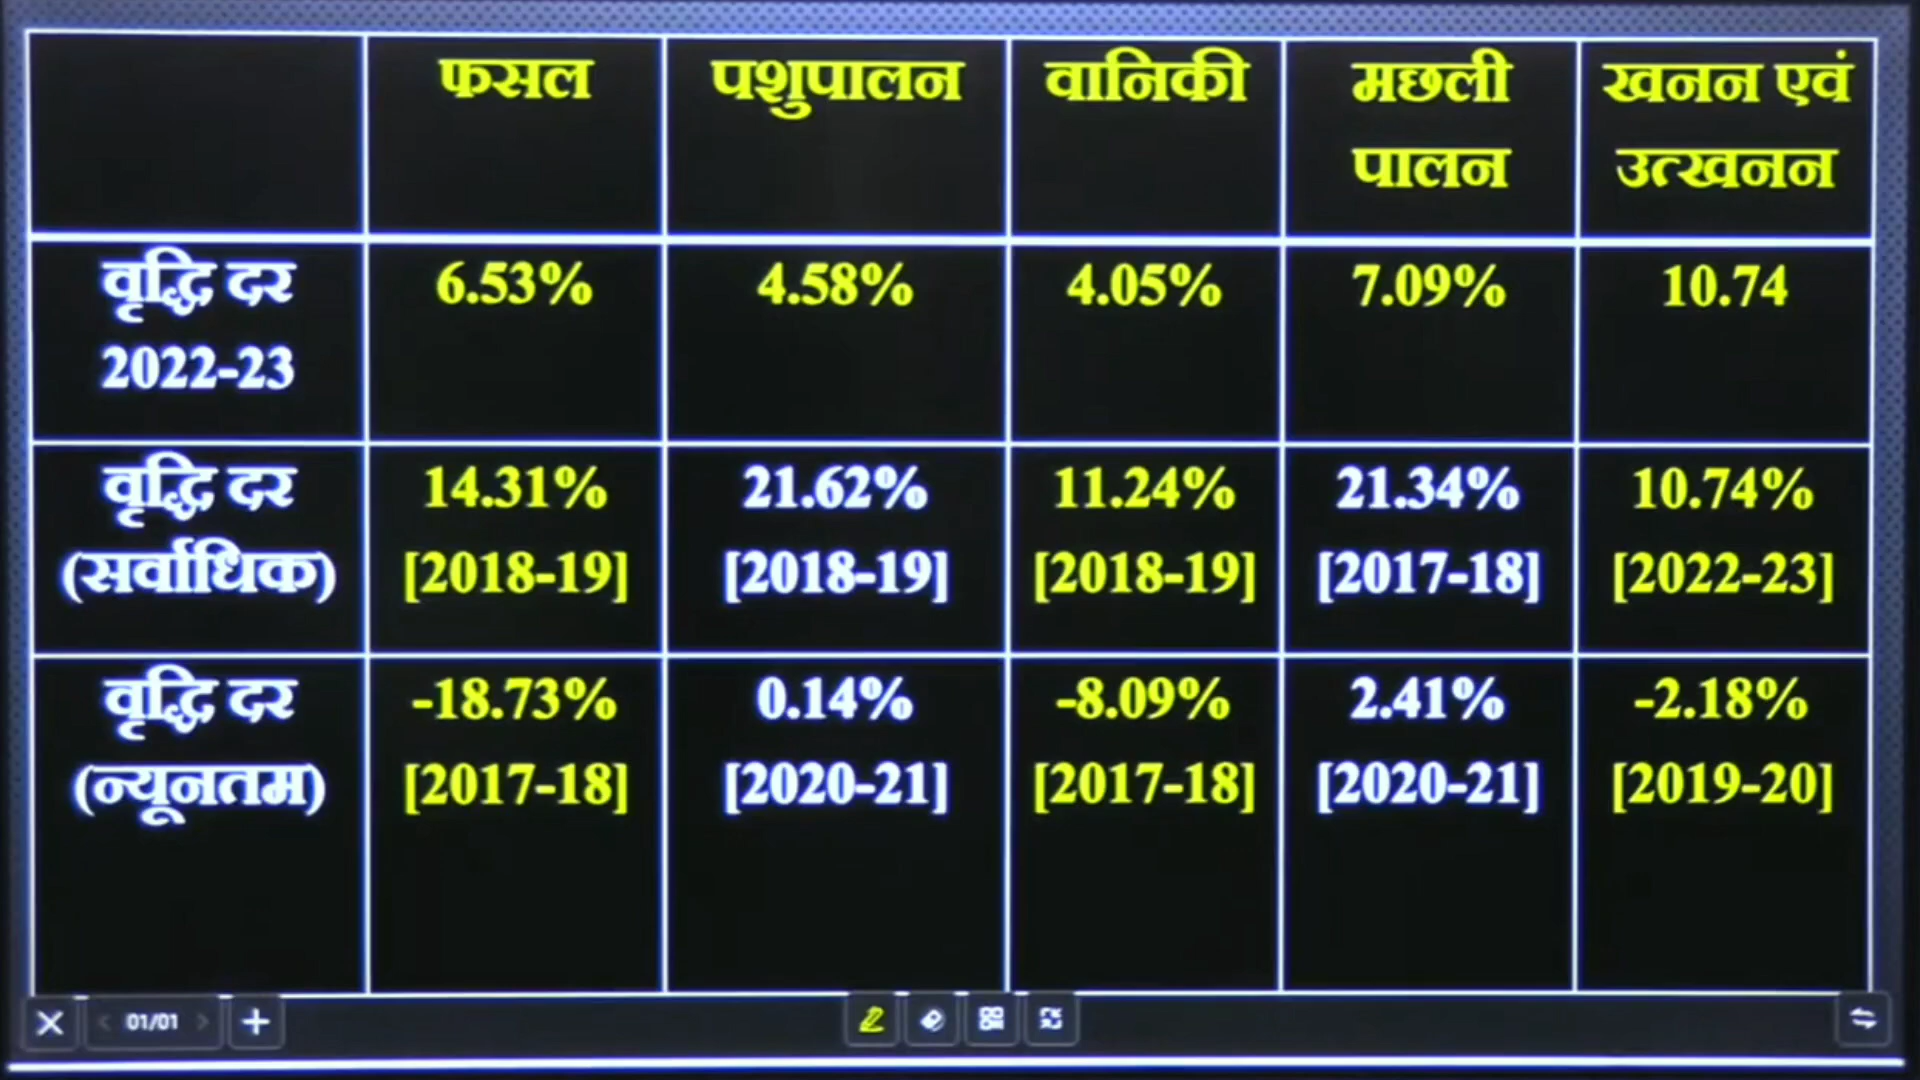 फसल
पशुपालन
वानिकी
मछली
पालन
खनन एवं
उत्खनन
वृद्धि दर
2022-23
6.53%
4.58%
4.05%
7.09%
10.74
वृद्धि दर
(सर्वाधिक)
14.31%
[2018-19]
21.62%
[2018-19]
11.24%
[2018-19]
21.34%
[2017-18]
10.74%
[2022-23]
वृद्धि दर
(न्यूनतम)
-18.73%
[2017-18]
0.14%
[2020-21]
-8.09%
[2017-18]
2.41%
[2020-21]
-2.18%
[2019-20]
01/01